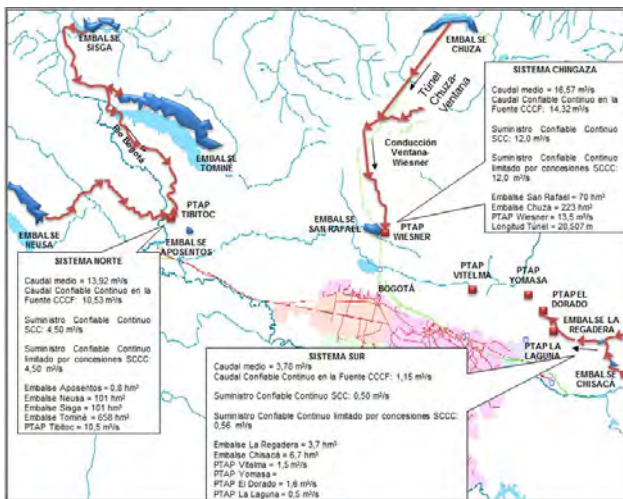 EMBALSE
SISGA
EMBALSE
CHUZA
Túnel
Chuza-
Ventana
Río Bogotá
EMBALSE
TOMINÉ
Conducción
Ventana-
Wiesner
SISTEMA CHINGAZA
Caudal medio = 16,57 m³/s
Caudal Confiable Continuo en la
Fuente CCCF: 14,32 m³/s
Suministro Confiable Continuo
SCC: 12,0 m³/s
Suministro Confiable Continuo
limitado por concesiones SCCC:
12,0 m³/s
Embalse San Rafael = 70 hm³
Embalse Chuza = 223 hm³
PTAP Wiesner = 13,5 m³/s
Longitud Túnel = 28,507 m
EMBALSE
NEUSA
PTAP
TIBITOC
EMBALSE
APOSENTOS
EMBALSE
SAN RAFAEL
PTAP
WIESNER
SISTEMA NORTE
Caudal medio = 13,92 m³/s
Caudal Confiable Continuo en la
Fuente CCCF: 10,53 m³/s
Suministro Confiable Continuo
SCC: 4,50 m³/s
Suministro Confiable Continuo
limitado por concesiones SCCC:
4,50 m³/s
Embalse Aposentos = 0,8 hm³
Embalse Neusa = 101 hm³
Embalse Sisga = 101 hm³
Embalse Tominé = 658 hm³
PTAP Tibitoc = 10,5 m³/s
BOGOTÁ
PTAP
VITELMA
PTAP
YOMASA
PTAP EL
DORADO
EMBALSE LA
REGADERA
PTAP LA
LAGUNA
EMBALSE
CHISACÁ
SISTEMA SUR
Caudal medio = 3,78 m³/s
Caudal Confiable Continuo en la Fuente CCCF: 1,15 m³/s
Suministro Confiable Continuo SCC: 0,50 m³/s
Suministro Confiable Continuo limitado por concesiones SCCC:
0,56 m³/s
Embalse La Regadera = 3,7 hm³
Embalse Chisacá = 6,7 hm³
PTAP Vitelma = 1,5 m³/s
PTAP Yomasa =
PTAP El Dorado = 1,6 m³/s
PTAP La Laguna = 0,5 m³/s